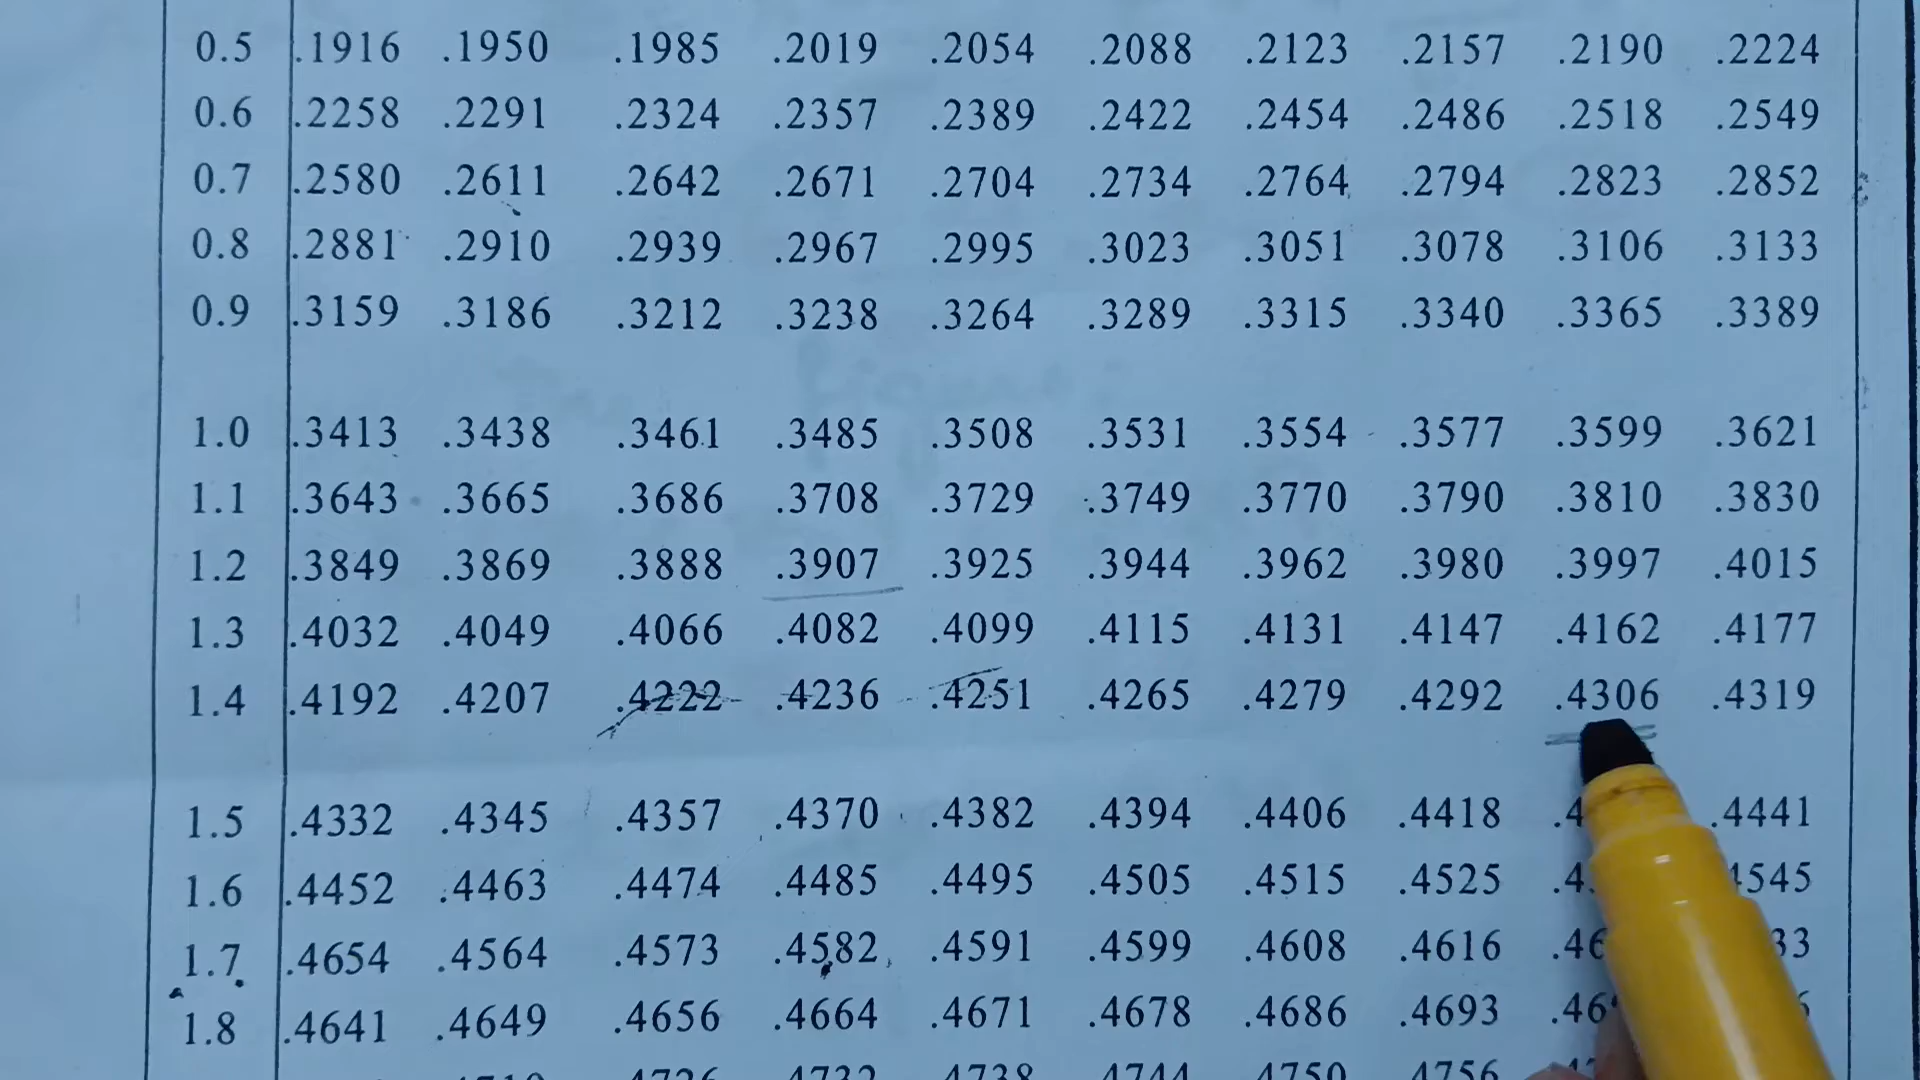 0.5 .1916 .1950 .1985 .2019 .2054 .2088 .2123 .2157 .2190 .2224
0.6 .2258 .2291 .2324 .2357 .2389 .2422 .2454 .2486 .2518 .2549
0.7 .2580 .2611 .2642 .2671 .2704 .2734 .2764 .2794 .2823 .2852
0.8 .2881 .2910 .2939 .2967 .2995 .3023 .3051 .3078 .3106 .3133
0.9 .3159 .3186 .3212 .3238 .3264 .3289 .3315 .3340 .3365 .3389
1.0 .3413 .3438 .3461 .3485 .3508 .3531 .3554 .3577 .3599 .3621
1.1 .3643 .3665 .3686 .3708 .3729 .3749 .3770 .3790 .3810 .3830
1.2 .3849 .3869 .3888 .3907 .3925 .3944 .3962 .3980 .3997 .4015
1.3 .4032 .4049 .4066 .4082 .4099 .4115 .4131 .4147 .4162 .4177
1.4 .4192 .4207 .4222 .4236 .4251 .4265 .4279 .4292 .4306 .4319
1.5 .4332 .4345 .4357 .4370 .4382 .4394 .4406 .4418 .4441
1.6 .4452 .4463 .4474 .4485 .4495 .4505 .4515 .4525
1.7 .4654 .4564 .4573 .4582 .4591 .4599 .4608 .4616
1.8 .4641 .4649 .4656 .4664 .4671 .4678 .4686 .4693
.4732 .4738 .4744 .4750 .4756